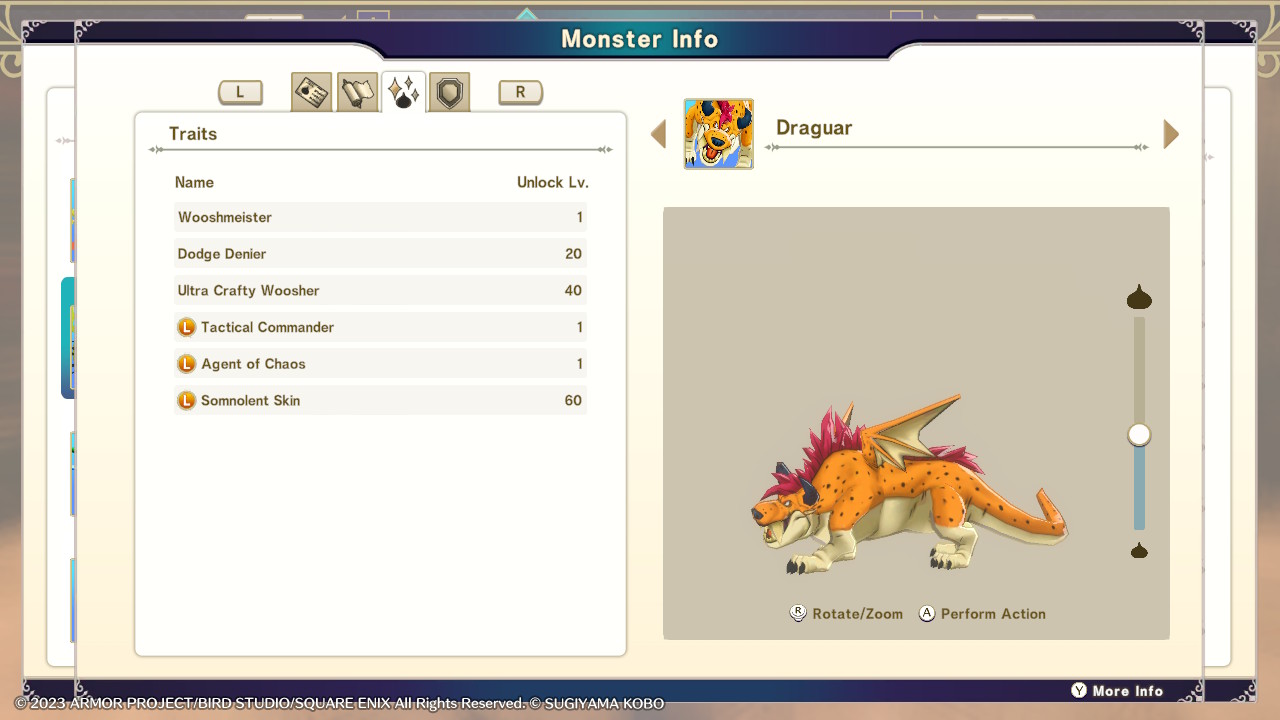 Monster Info
L
R
Traits
Name Unlock Lv.
Wooshmeister 1
Dodge Denier 20
Ultra Crafty Woosher 40
L Tactical Commander 1
L Agent of Chaos 1
L Somnolent Skin 60
Draguar
R Rotate/Zoom A Perform Action
Y More Info
© 2023 ARMOR PROJECT/BIRD STUDIO/SQUARE ENIX All Rights Reserved. © SUGIYAMA KOBO